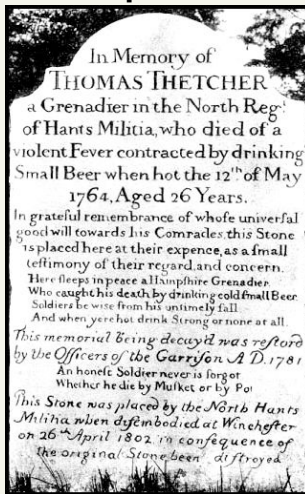 In Memory of
THOMAS THETCHER
a Grenadier in the North Regt.
of Hants Militia, who died of a
violent Fever contracted by drinking
Small Beer when hot the 12th of May
1764, Aged 26 Years.
In grateful remembrance of whose universal
good will towards his Comrades, this Stone
is placed here at their expence, as a small
testimony of their regard and concern.
Here sleeps in peace a Hampshire Grenadier
Who caught his death by drinking cold small Beer
Soldiers be wise from his untimely fall
And when yere hot drink Strong or none at all.
This memorial being decay'd was restor'd
by the Officers of the Garrison A.D. 1781
An honest Soldier never is forgot
Whether he die by Musket or by Pot
This Stone was placed by the North Hants
Militia when disembodied at Winchester
on 26th April 1802 in consequence of
the original Stone been destroyed